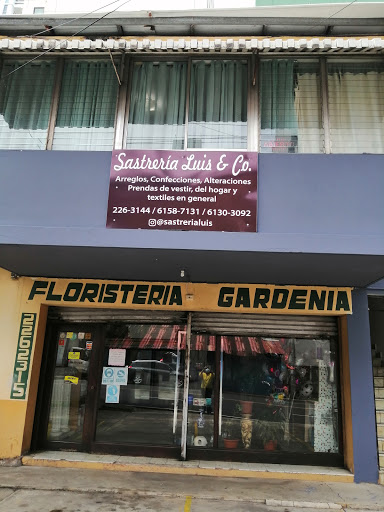 Sastrería Luis & Co.
Arreglos, Confecciones, Alteraciones
Prendas de vestir, del hogar y
textiles en general
226-3144 / 6158-7131 / 6130-3092
@sastrerialuis
FLORISTERIA GARDENIA
2262315